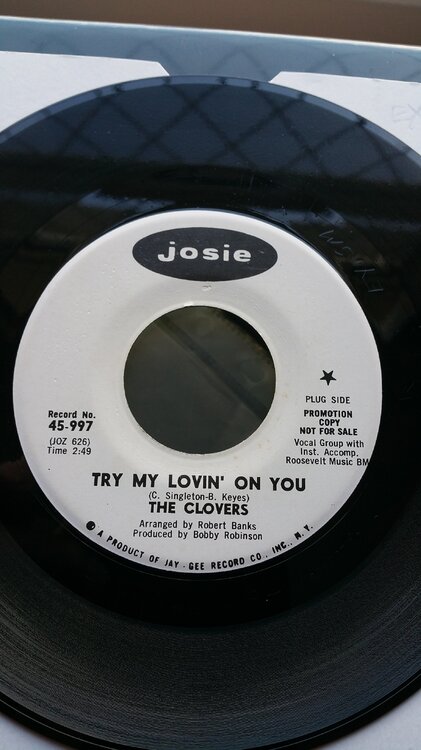 josie
PLUG SIDE
PROMOTION
COPY
NOT FOR SALE
Vocal Group with
Inst. Accomp.
Roosevelt Music BM
Record No.
45-997
(JOZ 626)
Time 2:49
TRY MY LOVIN' ON YOU
(C. Singleton-B. Keyes)
THE CLOVERS
Arranged by Robert Banks
Produced by Bobby Robinson
A PRODUCT OF JAY-GEE RECORD CO., INC., N. Y.